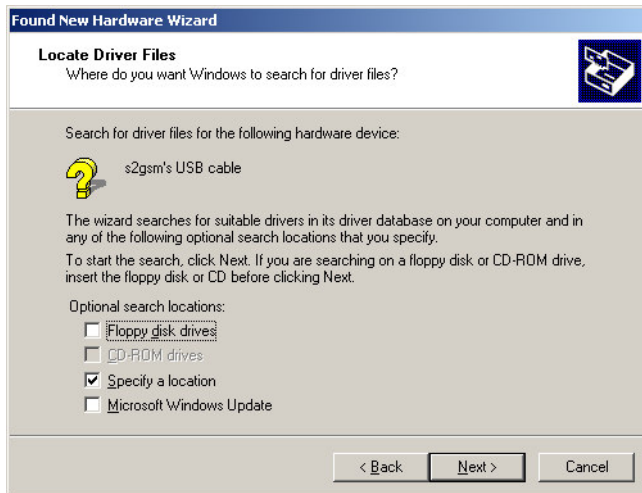 Found New Hardware Wizard
Locate Driver Files
Where do you want Windows to search for driver files?
Search for driver files for the following hardware device:
s2gsm's USB cable
The wizard searches for suitable drivers in its driver database on your computer and in
any of the following optional search locations that you specify.
To start the search, click Next. If you are searching on a floppy disk or CD-ROM drive,
insert the floppy disk or CD before clicking Next.
Optional search locations:
Floppy disk drives
CD-ROM drives
Specify a location
Microsoft Windows Update
< Back Next > Cancel